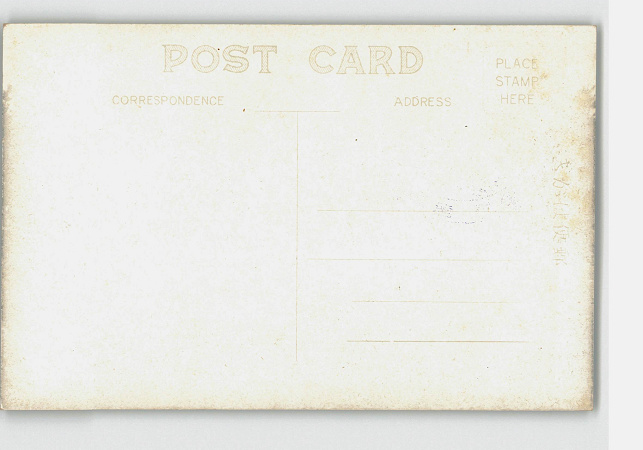 POST CARD
PLACE
STAMP
HERE
CORRESPONDENCE
ADDRESS